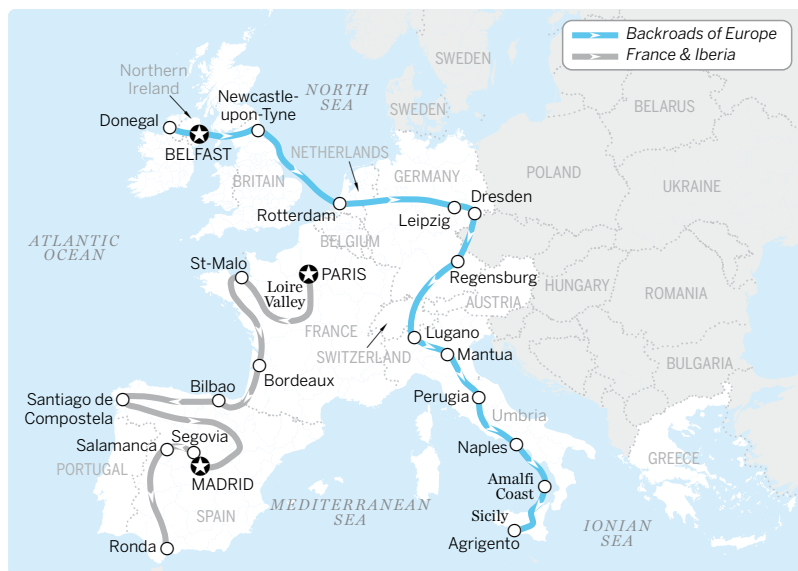 Backroads of Europe
France & Iberia
SWEDEN
Northern
Ireland
NORTH
SEA
Newcastle-
upon-Tyne
SWEDEN
BELARUS
Donegal
BELFAST
NETHERLANDS
BRITAIN
GERMANY
POLAND
UKRAINE
Dresden
Rotterdam
Leipzig
ATLANTIC
OCEAN
BELGIUM
St-Malo
PARIS
Loire
Valley
Regensburg
HUNGARY
AUSTRIA
ROMANIA
FRANCE
SWITZERLAND
Lugano
Mantua
BULGARIA
Bordeaux
Bilbao
Santiago de
Compostela
Perugia
Umbria
Salamanca
Segovia
Naples
PORTUGAL
MADRID
GREECE
Amalfi
Coast
MEDITERRANEAN
SEA
SPAIN
Sicily
IONIAN
SEA
Ronda
Agrigento